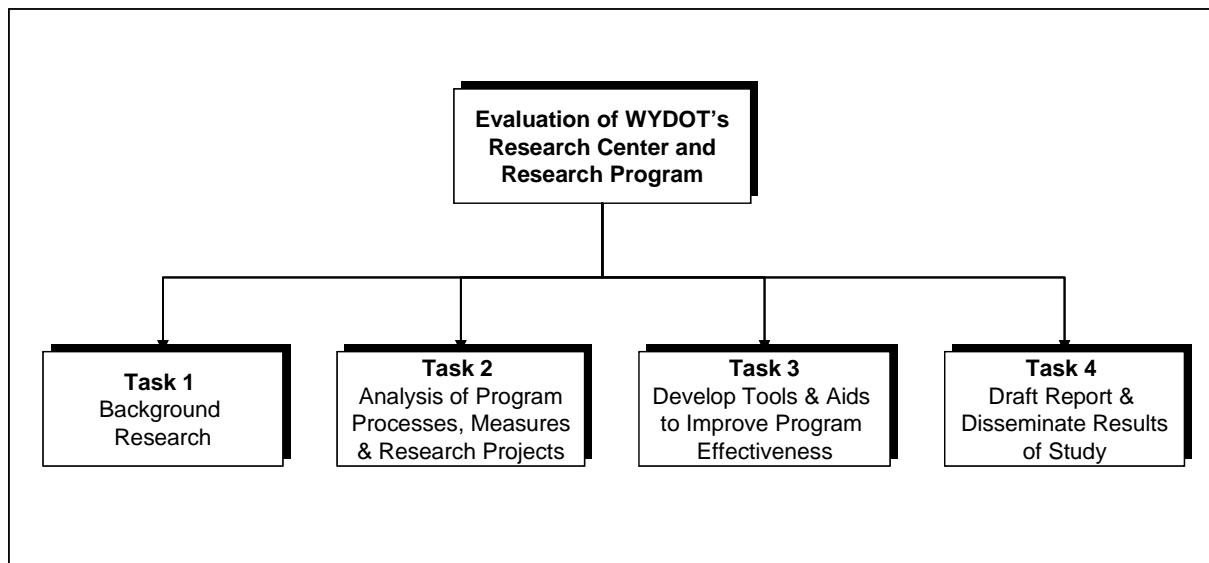 Evaluation of WYDOT’s
Research Center and
Research Program
Task 1
Background
Research
Task 2
Analysis of Program
Processes, Measures
& Research Projects
Task 3
Develop Tools & Aids
to Improve Program
Effectiveness
Task 4
Draft Report &
Disseminate Results
of Study